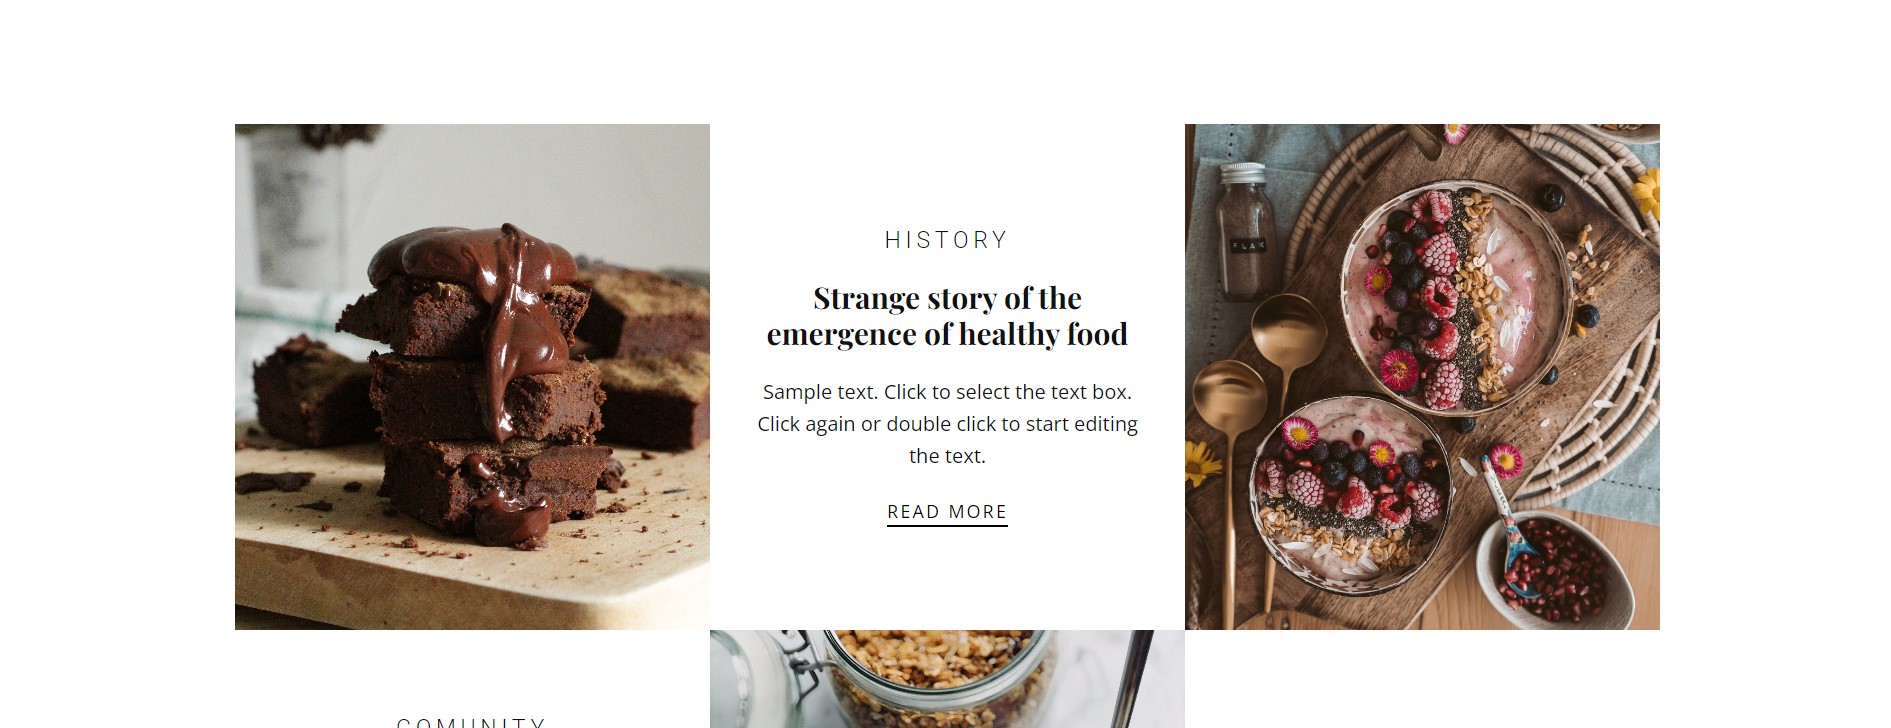 HISTORY
Strange story of the
emergence of healthy food
Sample text. Click to select the text box.
Click again or double click to start editing
the text.
READ MORE
FLAX
COMUNITY